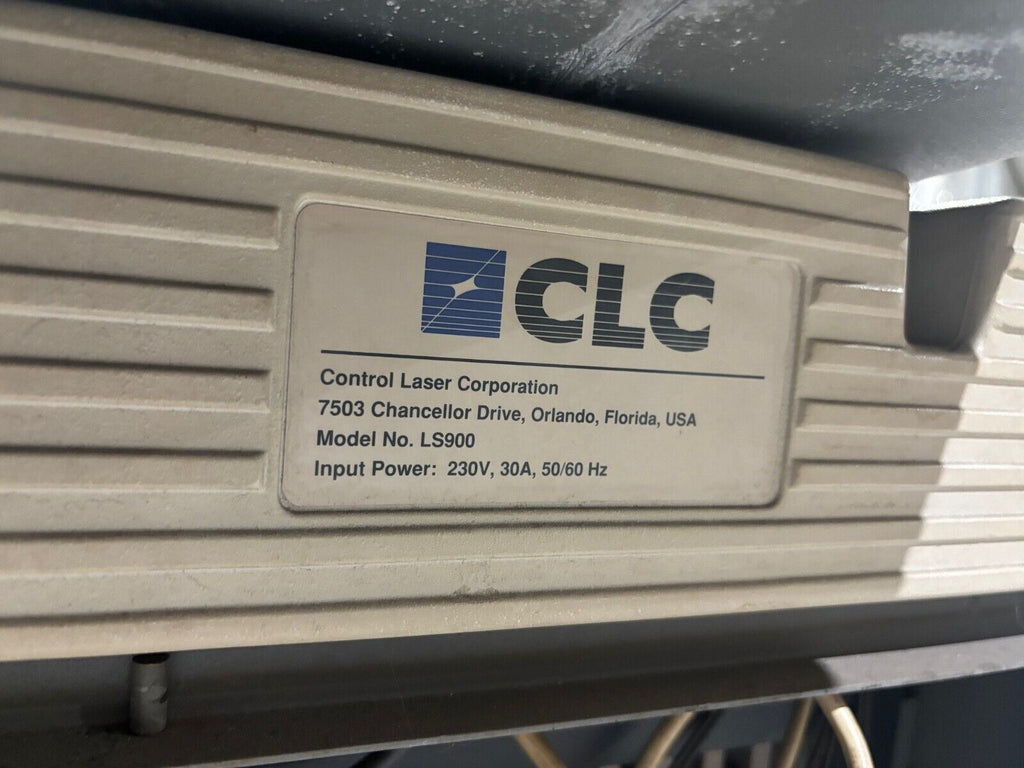 CLC
Control Laser Corporation
7503 Chancellor Drive, Orlando, Florida, USA
Model No. LS900
Input Power: 230V, 30A, 50/60 Hz